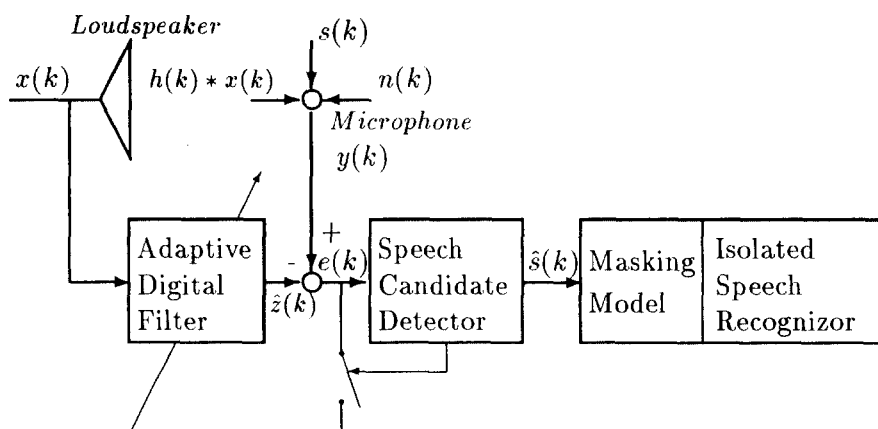 Loudspeaker
s(k)
x(k)
h(k) * x(k)
n(k)
Microphone
y(k)
+
-
e(k)
ẑ(k)
Adaptive
Digital
Filter
Speech
Candidate
Detector
ŝ(k)
Masking
Model
Isolated
Speech
Recognizor